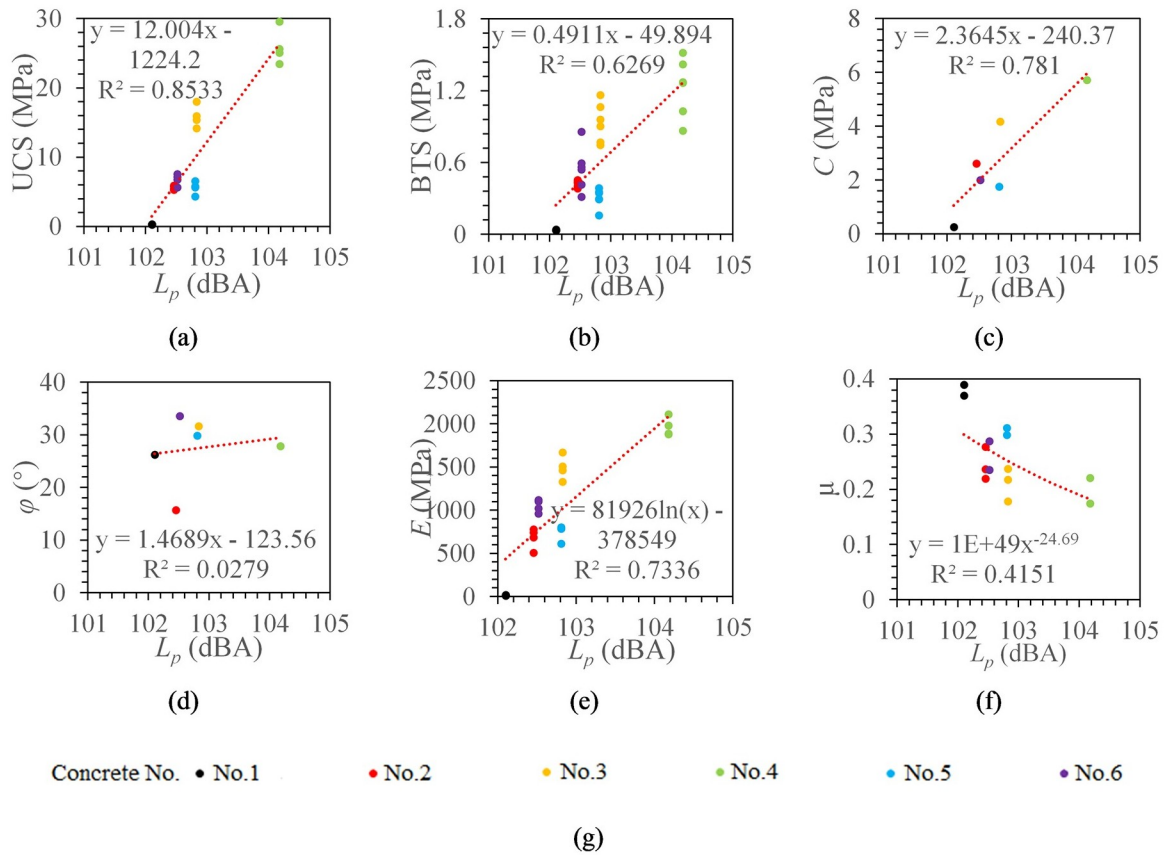 UCS (MPa)
30
20
10
0
y = 12.004x -
1224.2
R² = 0.8533
101 102 103 104 105
Lp (dBA)
(a)
BTS (MPa)
1.8
1.2
0.6
0
y = 0.4911x - 49.894
R² = 0.6269
101 102 103 104 105
Lp (dBA)
(b)
C (MPa)
8
6
4
2
0
y = 2.3645x - 240.37
R² = 0.781
101 102 103 104 105
Lp (dBA)
(c)
φ (°)
40
30
20
10
0
y = 1.4689x - 123.56
R² = 0.0279
101 102 103 104 105
Lp (dBA)
(d)
E (MPa)
2500
2000
1500
1000
500
0
y = 81926ln(x) -
378549
R² = 0.7336
102 103 104 105
Lp (dBA)
(e)
μ
0.4
0.3
0.2
0.1
0
y = 1E+49x^-24.69
R² = 0.4151
101 102 103 104 105
Lp (dBA)
(f)
Concrete No. No.1 No.2 No.3 No.4 No.5 No.6
(g)